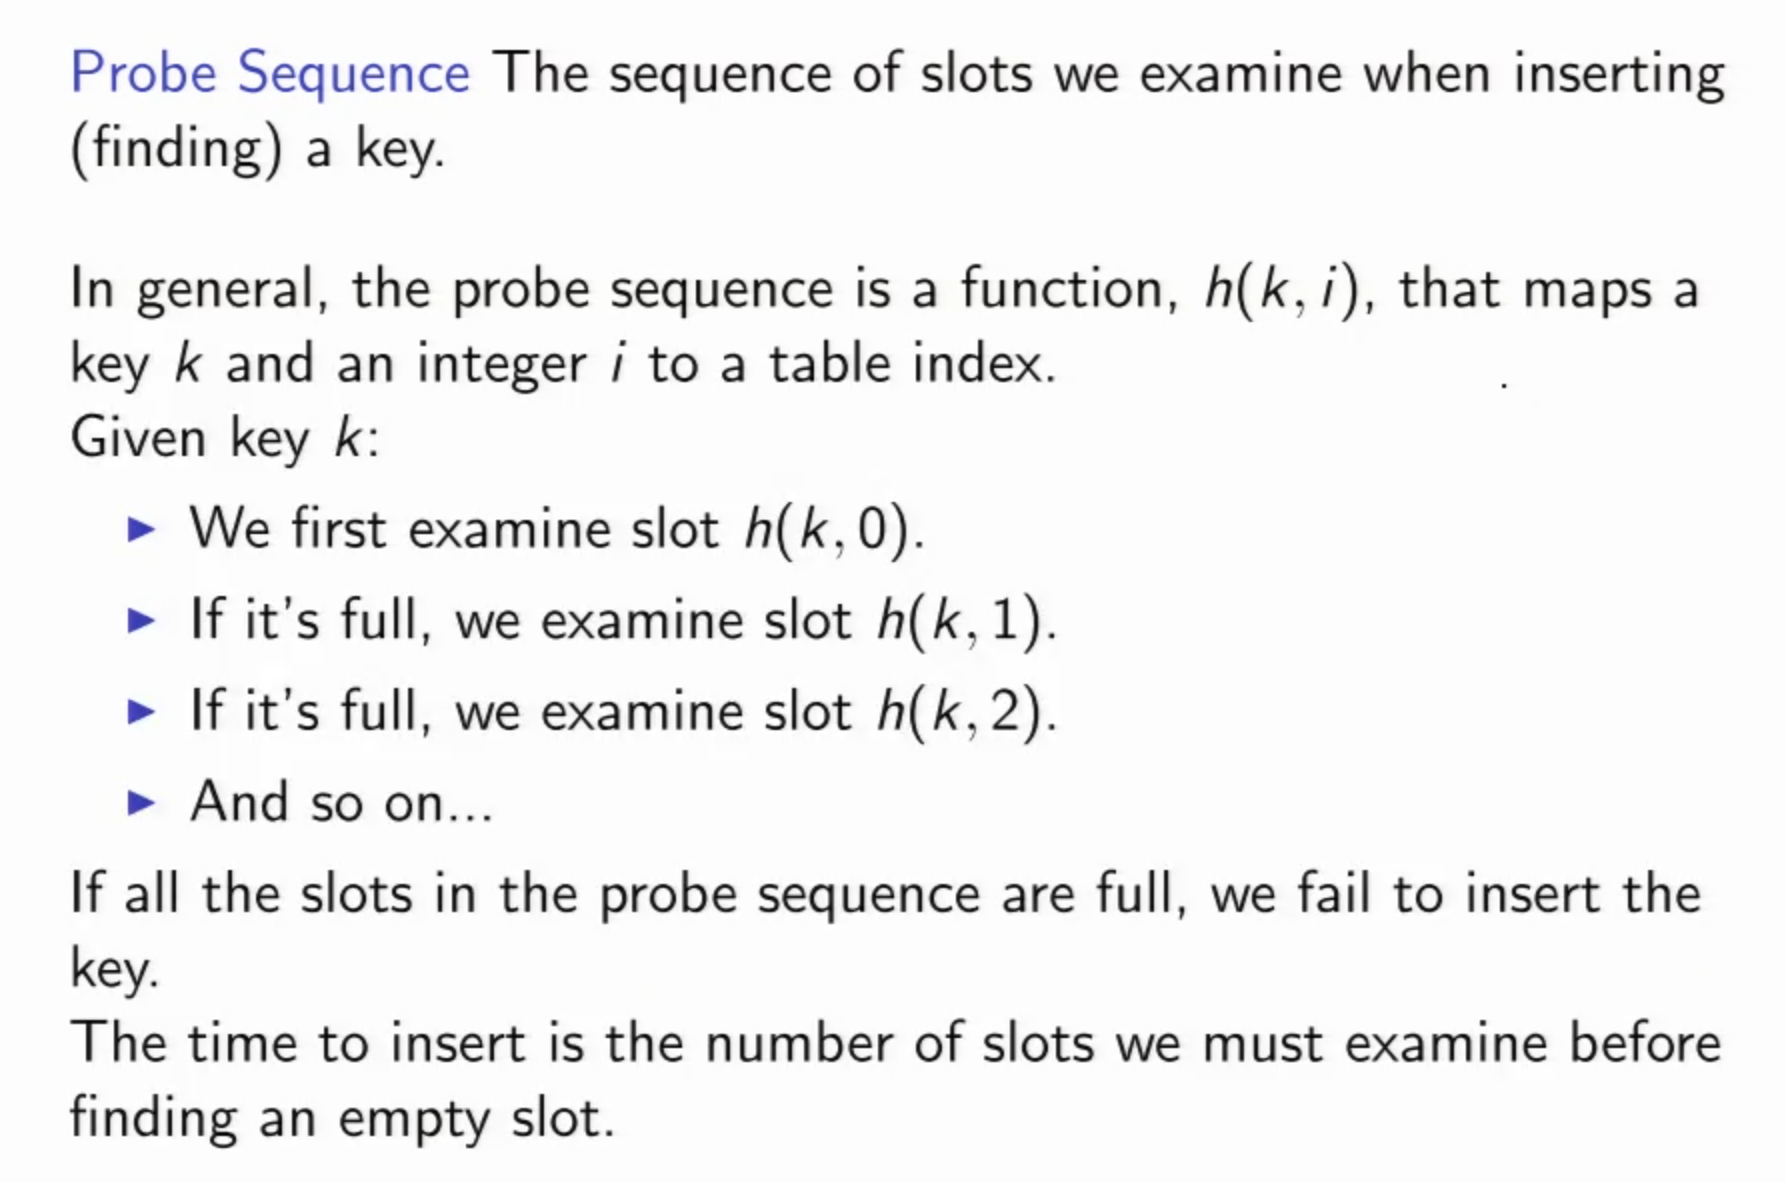 Probe Sequence The sequence of slots we examine when inserting
(finding) a key.
In general, the probe sequence is a function, h(k, i), that maps a
key k and an integer i to a table index.
Given key k:
▶ We first examine slot h(k, 0).
▶ If it's full, we examine slot h(k, 1).
▶ If it's full, we examine slot h(k, 2).
▶ And so on...
If all the slots in the probe sequence are full, we fail to insert the
key.
The time to insert is the number of slots we must examine before
finding an empty slot.